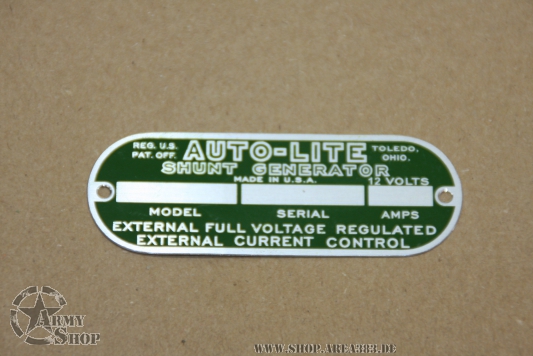 REG. U.S. PAT. OFF.
AUTO-LITE
TOLEDO, OHIO.
SHUNT GENERATOR
MADE IN U.S.A.
12 VOLTS
MODEL SERIAL AMPS
EXTERNAL FULL VOLTAGE REGULATED
EXTERNAL CURRENT CONTROL
ARMY
SHOP